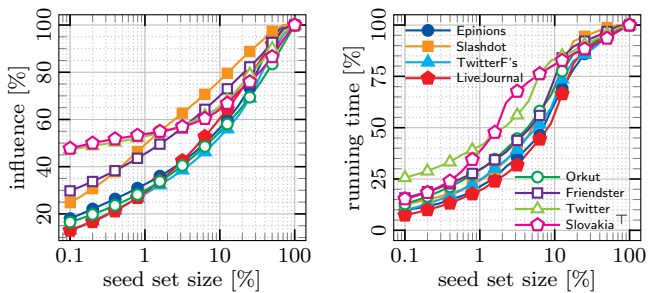 influence [%]
100
80
60
40
20
0.1
1
10
100
seed set size [%]
running time [%]
100
75
50
25
0
Epinions
Slashdot
TwitterF's
LiveJournal
Orkut
Friendster
Twitter
Slovakia⊤
0.1
1
10
100
seed set size [%]